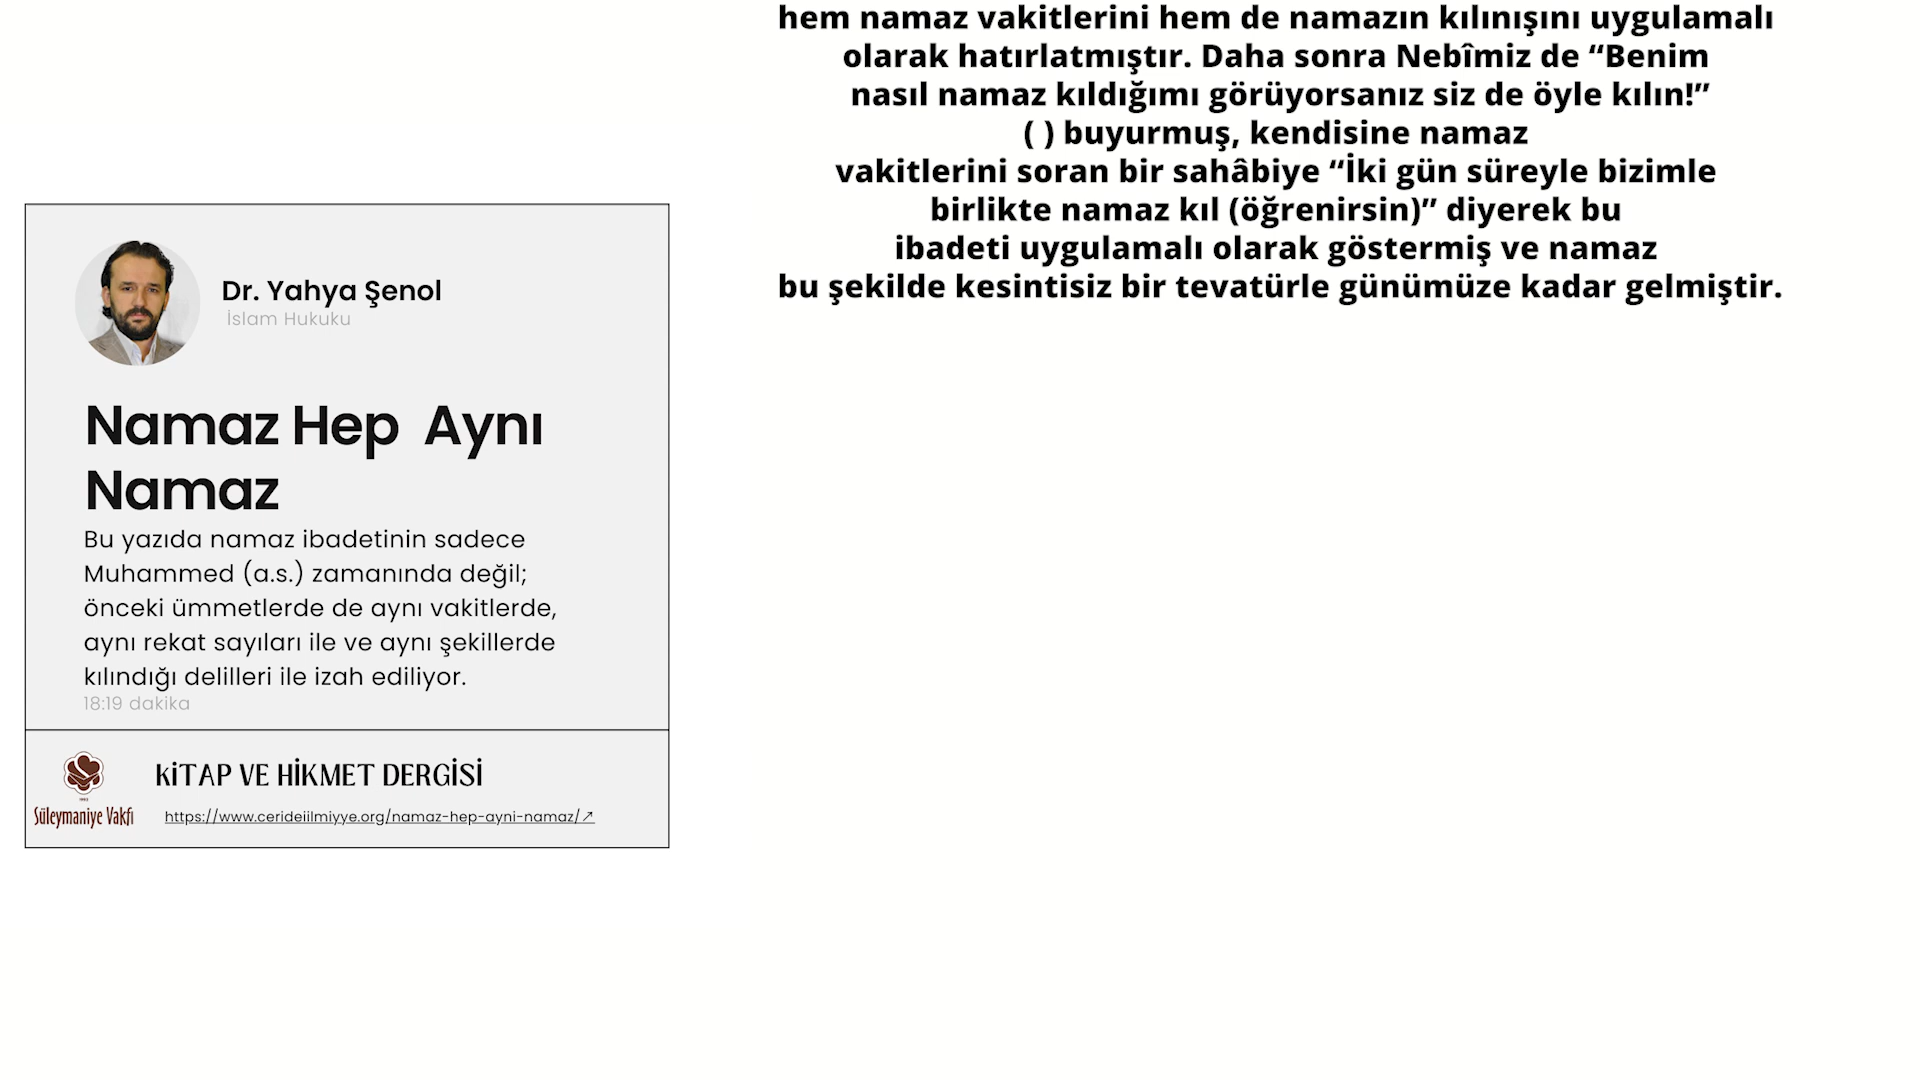 hem namaz vakitlerini hem de namazın kılınışını uygulamalı
olarak hatırlatmıştır. Daha sonra Nebîmiz de “Benim
nasıl namaz kıldığımı görüyorsanız siz de öyle kılın!”
( ) buyurmuş, kendisine namaz
vakitlerini soran bir sahâbiye “İki gün süreyle bizimle
birlikte namaz kıl (öğrenirsin)” diyerek bu
ibadeti uygulamalı olarak göstermiş ve namaz
bu şekilde kesintisiz bir tevatürle günümüze kadar gelmiştir.
Dr. Yahya Şenol
İslam Hukuku
Namaz Hep Aynı
Namaz
Bu yazıda namaz ibadetinin sadece
Muhammed (a.s.) zamanında değil;
önceki ümmetlerde de aynı vakitlerde,
aynı rekat sayıları ile ve aynı şekillerde
kılındığı delilleri ile izah ediliyor.
18:19 dakika
KiTAP VE HİKMET DERGİSİ
Süleymaniye Vakfı
https://www.cerideiilmiyye.org/namaz-hep-ayni-namaz/↗